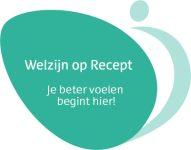 Welzijn op Recept
Je beter voelen
begint hier!